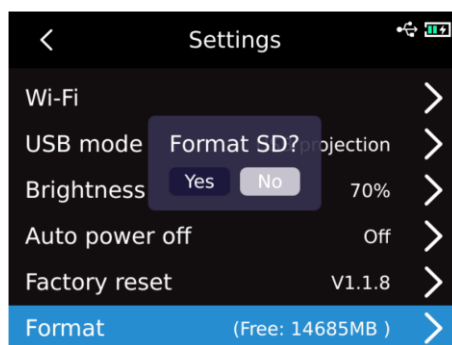 Settings
Wi-Fi
USB mode
Format SD?
Yes No
Brightness 70%
Auto power off Off
Factory reset V1.1.8
Format (Free: 14685MB )